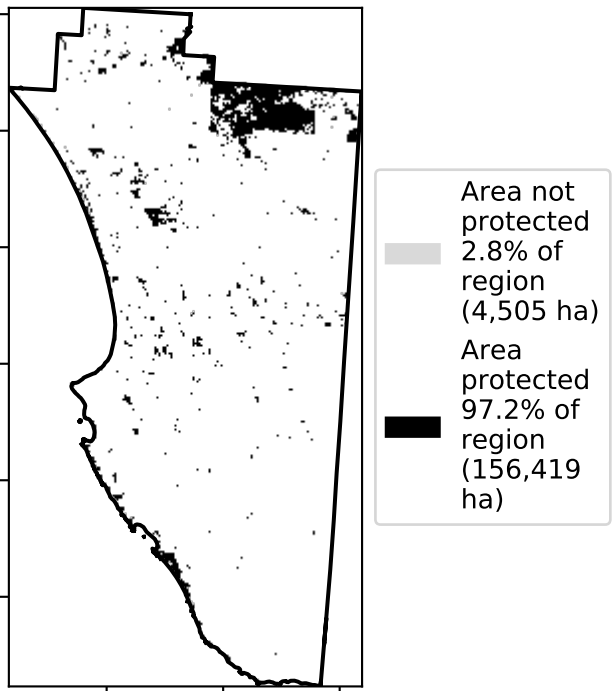 Area not
protected
2.8% of
region
(4,505 ha)
Area
protected
97.2% of
region
(156,419
ha)